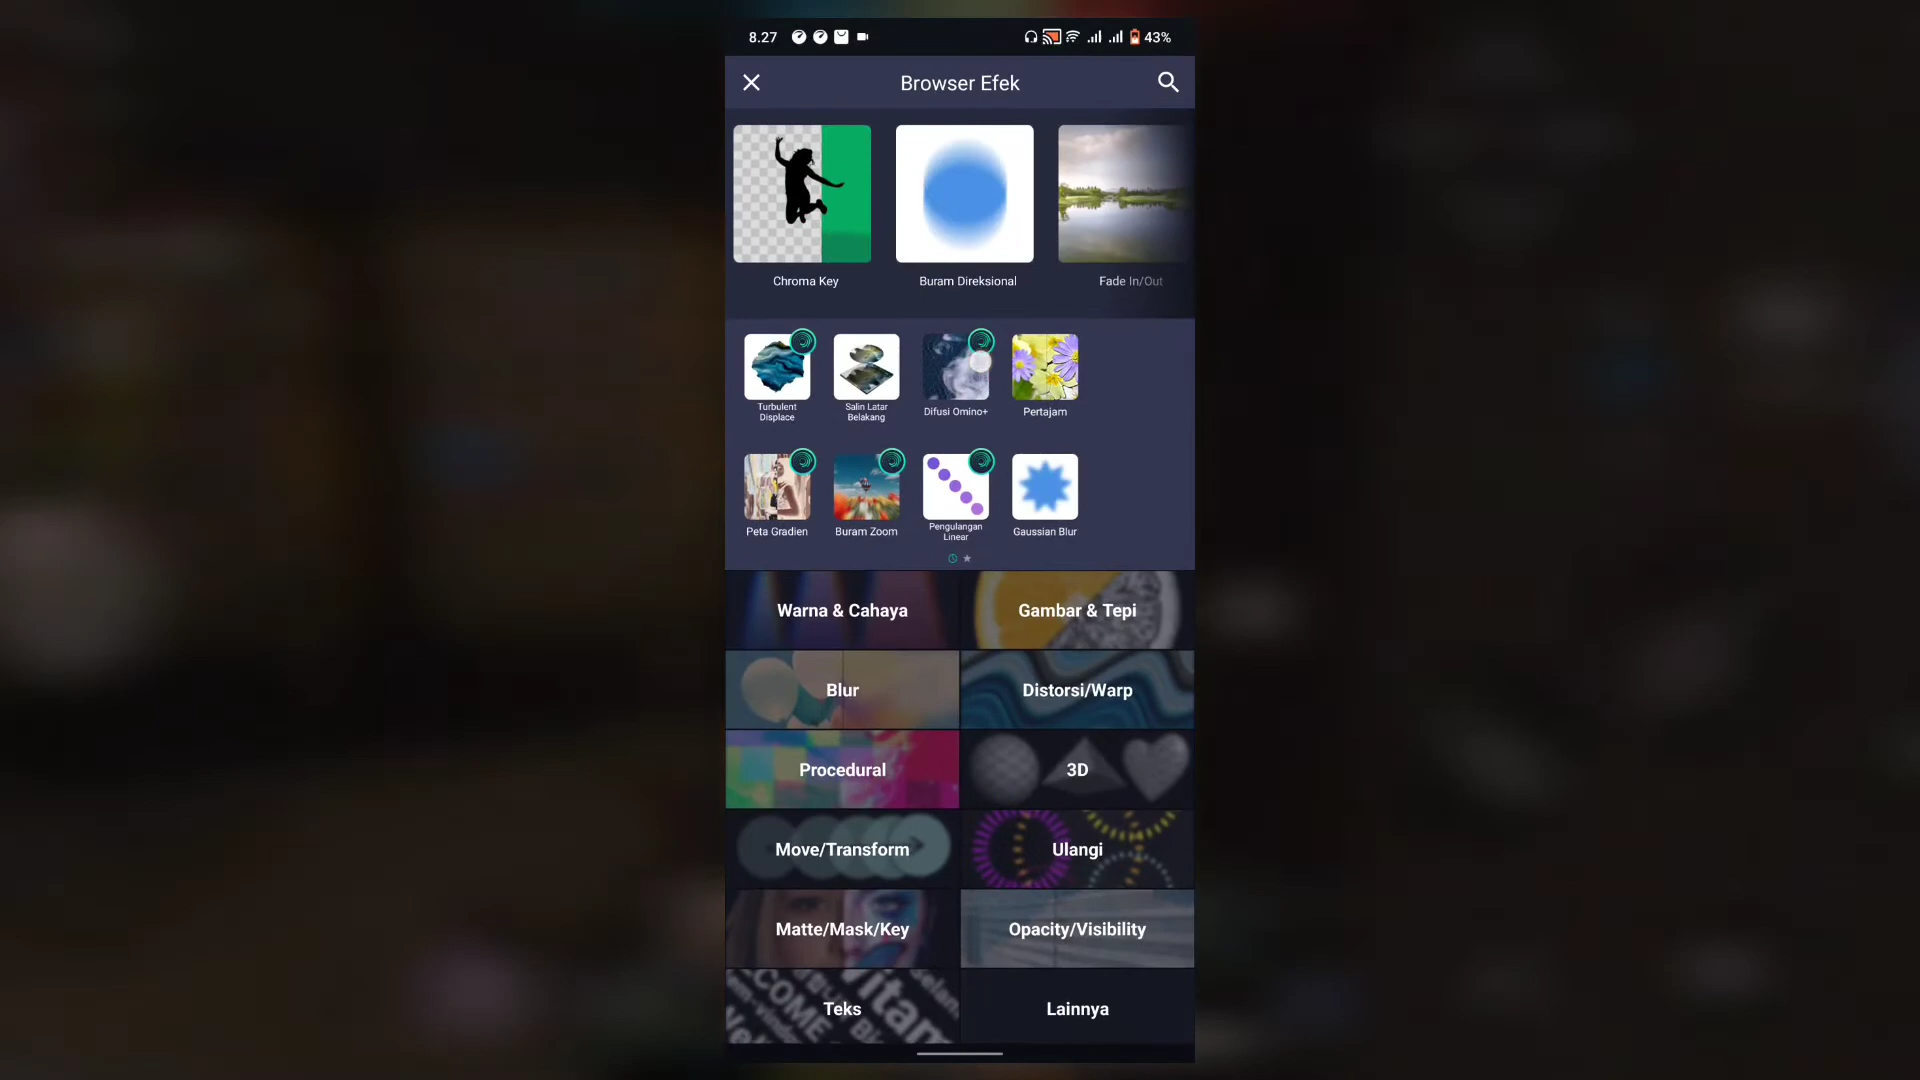 8.27
43%
Browser Efek
Chroma Key
Buram Direksional
Fade In/Out
Turbulent
Displace
Salin Latar
Belakang
Difusi Omino+
Pertajam
Peta Gradien
Buram Zoom
Pengulangan
Linear
Gaussian Blur
Warna & Cahaya
Gambar & Tepi
Blur
Distorsi/Warp
Procedural
3D
Move/Transform
Ulangi
Matte/Mask/Key
Opacity/Visibility
Teks
Lainnya